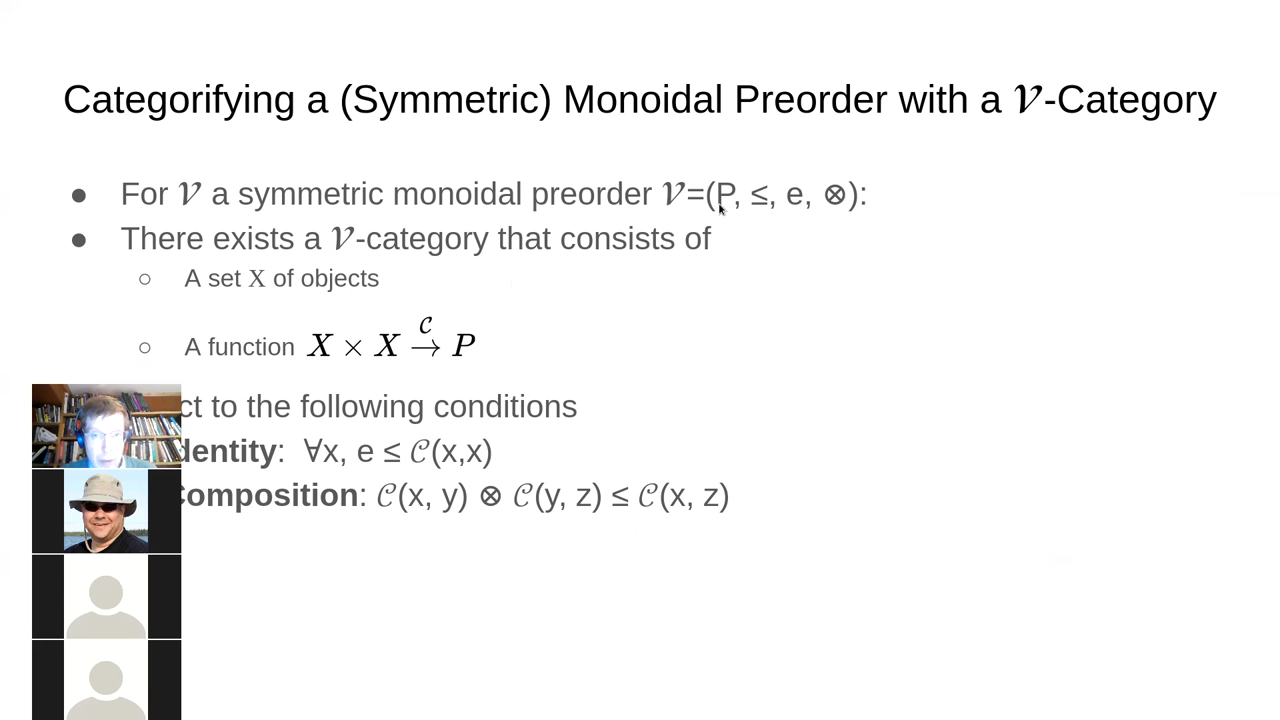 Categorifying a (Symmetric) Monoidal Preorder with a 𝒱-Category
● For 𝒱 a symmetric monoidal preorder 𝒱=(P, ≤, e, ⊗):
● There exists a 𝒱-category that consists of
○ A set X of objects
○ A function X × X →^𝒞 P
ct to the following conditions
dentity: ∀x, e ≤ 𝒞(x,x)
Composition: 𝒞(x, y) ⊗ 𝒞(y, z) ≤ 𝒞(x, z)